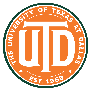 THE UNIVERSITY OF TEXAS AT DALLAS
UTD
EST 1969